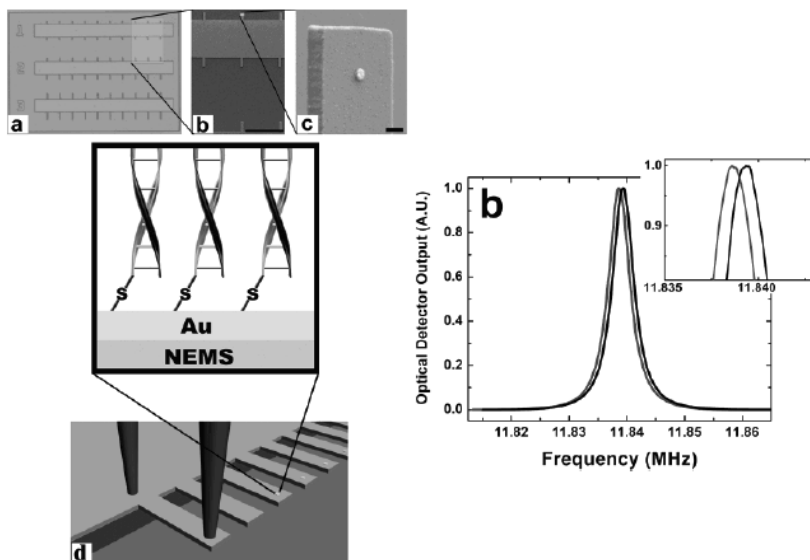 a
b
c
S
S
S
Au
NEMS
d
b
Optical Detector Output (A.U.)
1.0
0.8
0.6
0.4
0.2
0.0
11.82
11.83
11.84
11.85
11.86
Frequency (MHz)
1.0
0.9
11.835
11.840